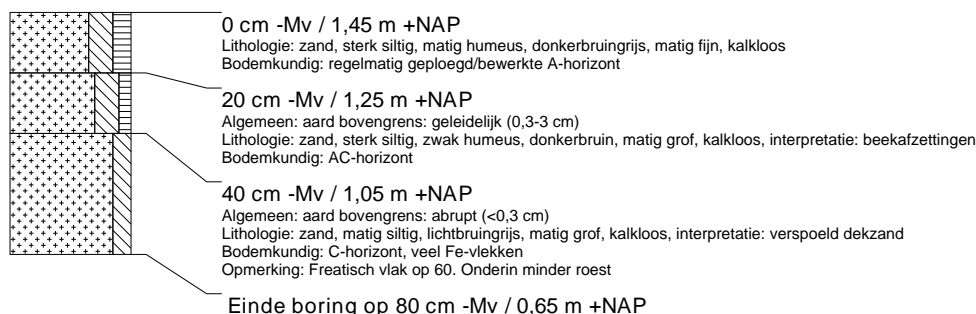 0 cm -Mv / 1,45 m +NAP
Lithologie: zand, sterk siltig, matig humeus, donkerbruingrijs, matig fijn, kalkloos
Bodemkundig: regelmatig geploegd/bewerkte A-horizont
20 cm -Mv / 1,25 m +NAP
Algemeen: aard bovengrens: geleidelijk (0,3-3 cm)
Lithologie: zand, sterk siltig, zwak humeus, donkerbruin, matig grof, kalkloos, interpretatie: beekafzettingen
Bodemkundig: AC-horizont
40 cm -Mv / 1,05 m +NAP
Algemeen: aard bovengrens: abrupt (<0,3 cm)
Lithologie: zand, matig siltig, lichtbruingrijs, matig grof, kalkloos, interpretatie: verspoeld dekzand
Bodemkundig: C-horizont, veel Fe-vlekken
Opmerking: Freatisch vlak op 60. Onderin minder roest
Einde boring op 80 cm -Mv / 0,65 m +NAP